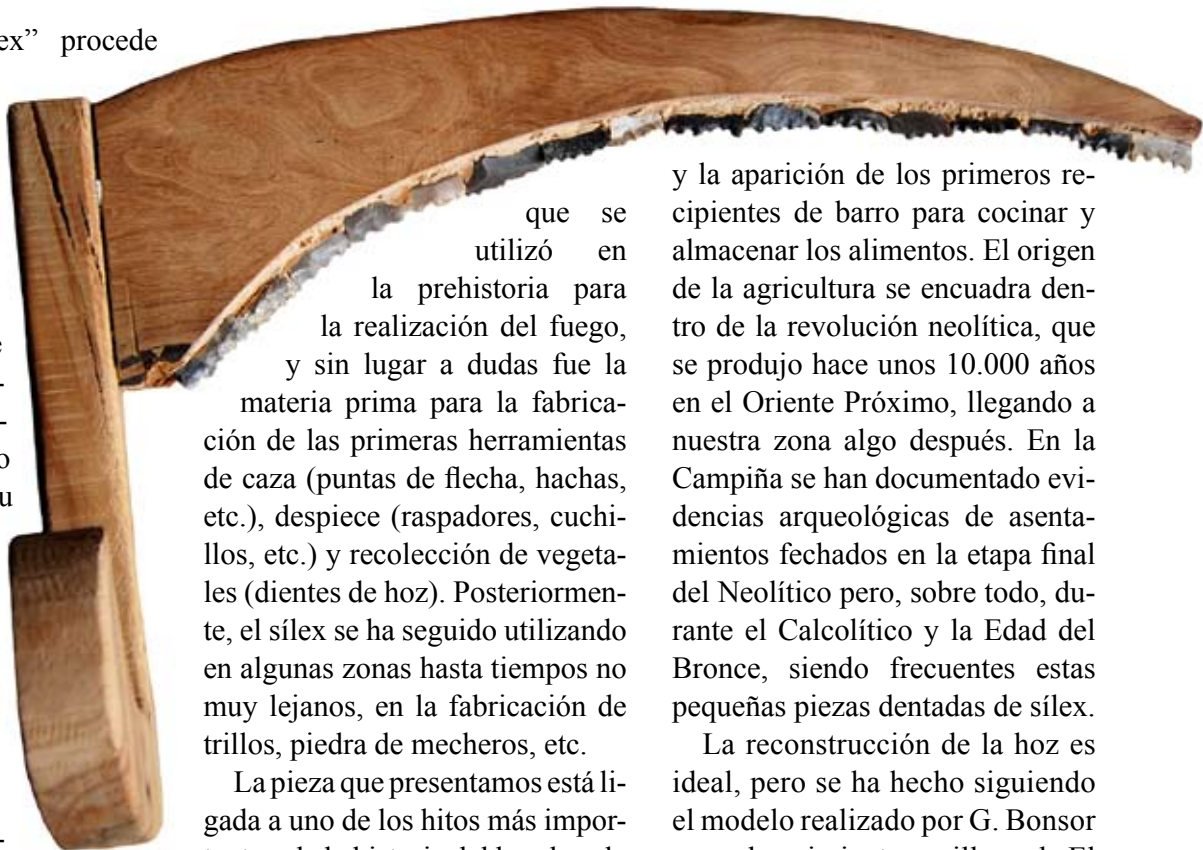 ex” procede
-
-
o
u
-
que se
utilizó en
la prehistoria para
la realización del fuego,
y sin lugar a dudas fue la
materia prima para la fabrica-
ción de las primeras herramientas
de caza (puntas de flecha, hachas,
etc.), despiece (raspadores, cuchi-
llos, etc.) y recolección de vegeta-
les (dientes de hoz). Posteriormen-
te, el sílex se ha seguido utilizando
en algunas zonas hasta tiempos no
muy lejanos, en la fabricación de
trillos, piedra de mecheros, etc.
La pieza que presentamos está li-
gada a uno de los hitos más impor-
y la aparición de los primeros re-
cipientes de barro para cocinar y
almacenar los alimentos. El origen
de la agricultura se encuadra den-
tro de la revolución neolítica, que
se produjo hace unos 10.000 años
en el Oriente Próximo, llegando a
nuestra zona algo después. En la
Campiña se han documentado evi-
dencias arqueológicas de asenta-
mientos fechados en la etapa final
del Neolítico pero, sobre todo, du-
rante el Calcolítico y la Edad del
Bronce, siendo frecuentes estas
pequeñas piezas dentadas de sílex.
La reconstrucción de la hoz es
ideal, pero se ha hecho siguiendo
el modelo realizado por G. Bonsor